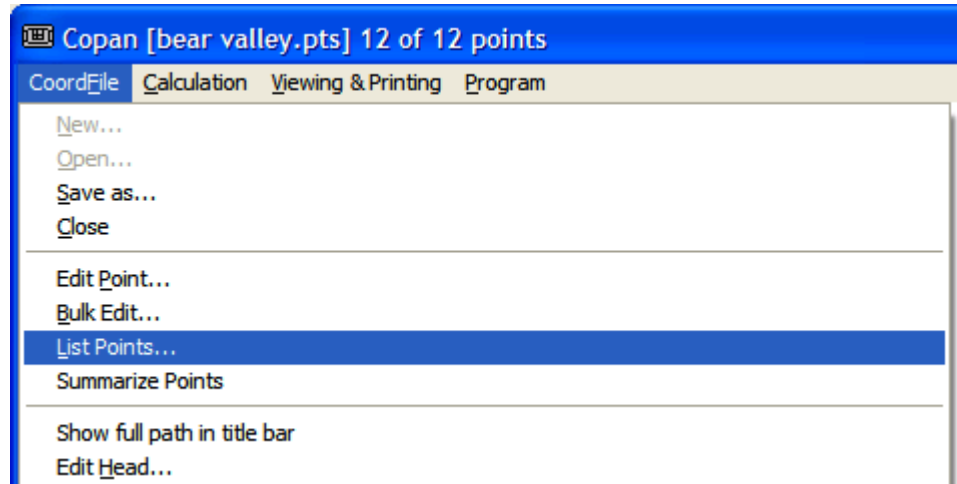 Copan [bear valley.pts] 12 of 12 points
CoordFile Calculation Viewing & Printing Program
New...
Open...
Save as...
Close
Edit Point...
Bulk Edit...
List Points...
Summarize Points
Show full path in title bar
Edit Head...